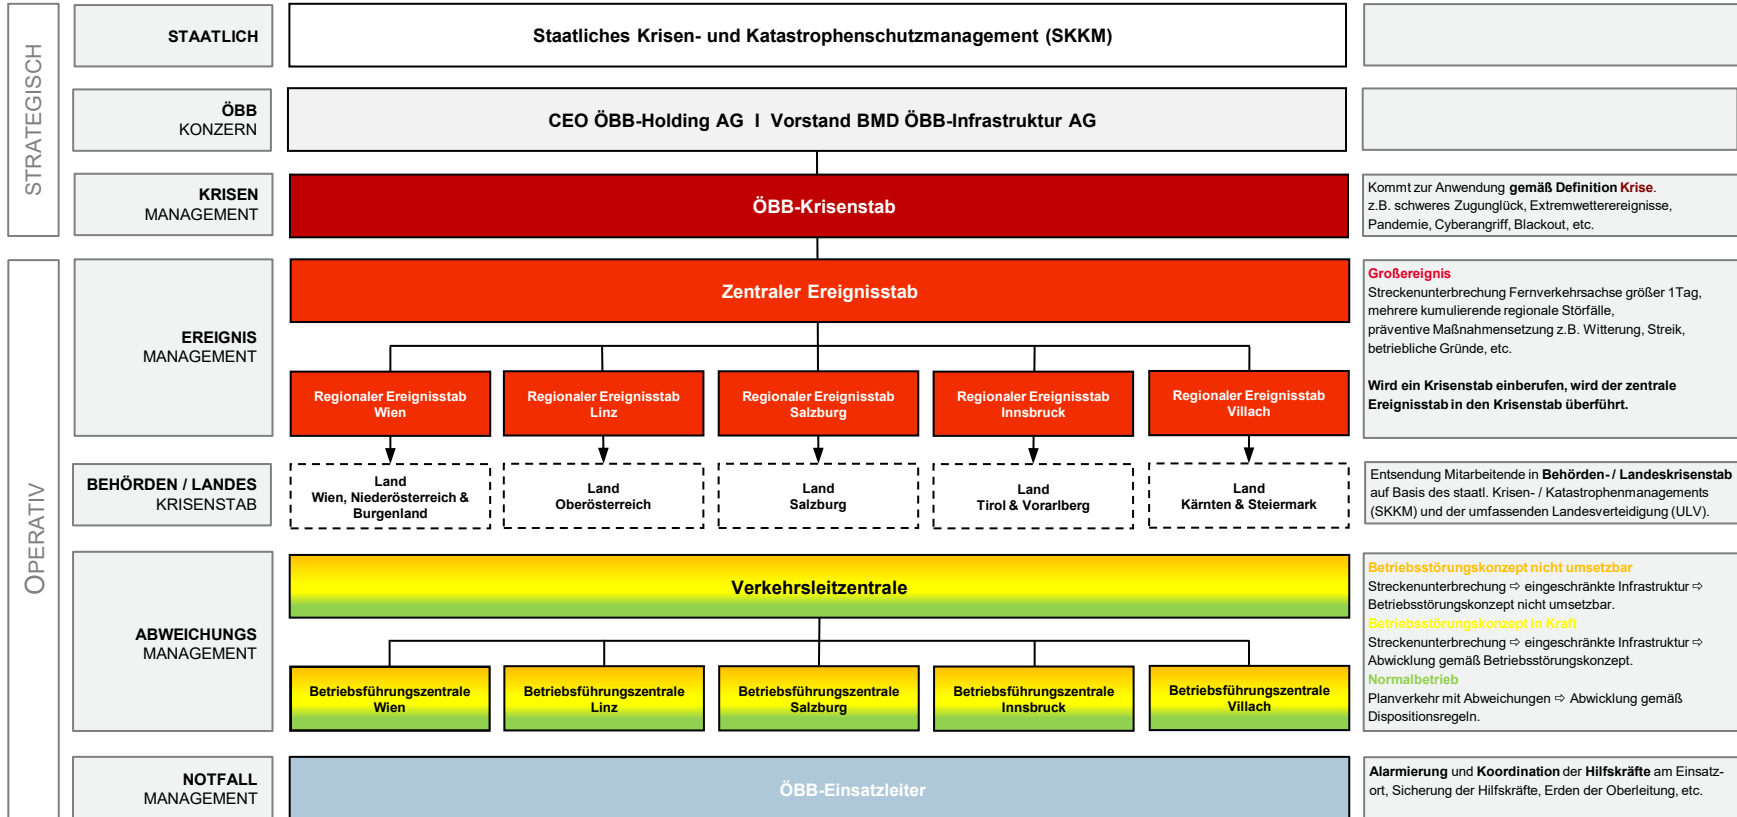 STRATEGISCH
STAATLICH
Staatliches Krisen- und Katastrophenschutzmanagement (SKKM)
ÖBB
KONZERN
CEO ÖBB-Holding AG I Vorstand BMD ÖBB-Infrastruktur AG
KRISEN
MANAGEMENT
ÖBB-Krisenstab
Kommt zur Anwendung gemäß Definition Krise.
z.B. schweres Zugunglück, Extremwetterereignisse,
Pandemie, Cyberangriff, Blackout, etc.
OPERATIV
EREIGNIS
MANAGEMENT
Zentraler Ereignisstab
Regionaler Ereignisstab
Wien
Regionaler Ereignisstab
Linz
Regionaler Ereignisstab
Salzburg
Regionaler Ereignisstab
Innsbruck
Regionaler Ereignisstab
Villach
Großereignis
Streckenunterbrechung Fernverkehrsachse größer 1Tag,
mehrere kumulierende regionale Störfälle,
präventive Maßnahmensetzung z.B. Witterung, Streik,
betriebliche Gründe, etc.
Wird ein Krisenstab einberufen, wird der zentrale
Ereignisstab in den Krisenstab überführt.
BEHÖRDEN / LANDES
KRISENSTAB
Land
Wien, Niederösterreich &
Burgenland
Land
Oberösterreich
Land
Salzburg
Land
Tirol & Vorarlberg
Land
Kärnten & Steiermark
Entsendung Mitarbeitende in Behörden- / Landeskrisenstab
auf Basis des staatl. Krisen- / Katastrophenmanagements
(SKKM) und der umfassenden Landesverteidigung (ULV).
ABWEICHUNGS
MANAGEMENT
Verkehrsleitzentrale
Betriebsführungszentrale
Wien
Betriebsführungszentrale
Linz
Betriebsführungszentrale
Salzburg
Betriebsführungszentrale
Innsbruck
Betriebsführungszentrale
Villach
Betriebsstörungskonzept nicht umsetzbar
Streckenunterbrechung ⇨ eingeschränkte Infrastruktur ⇨
Betriebsstörungskonzept nicht umsetzbar.
Betriebsstörungskonzept in Kraft
Streckenunterbrechung ⇨ eingeschränkte Infrastruktur ⇨
Abwicklung gemäß Betriebsstörungskonzept.
Normalbetrieb
Planverkehr mit Abweichungen ⇨ Abwicklung gemäß
Dispositionsregeln.
NOTFALL
MANAGEMENT
ÖBB-Einsatzleiter
Alarmierung und Koordination der Hilfskräfte am Einsatz-
ort, Sicherung der Hilfskräfte, Erden der Oberleitung, etc.